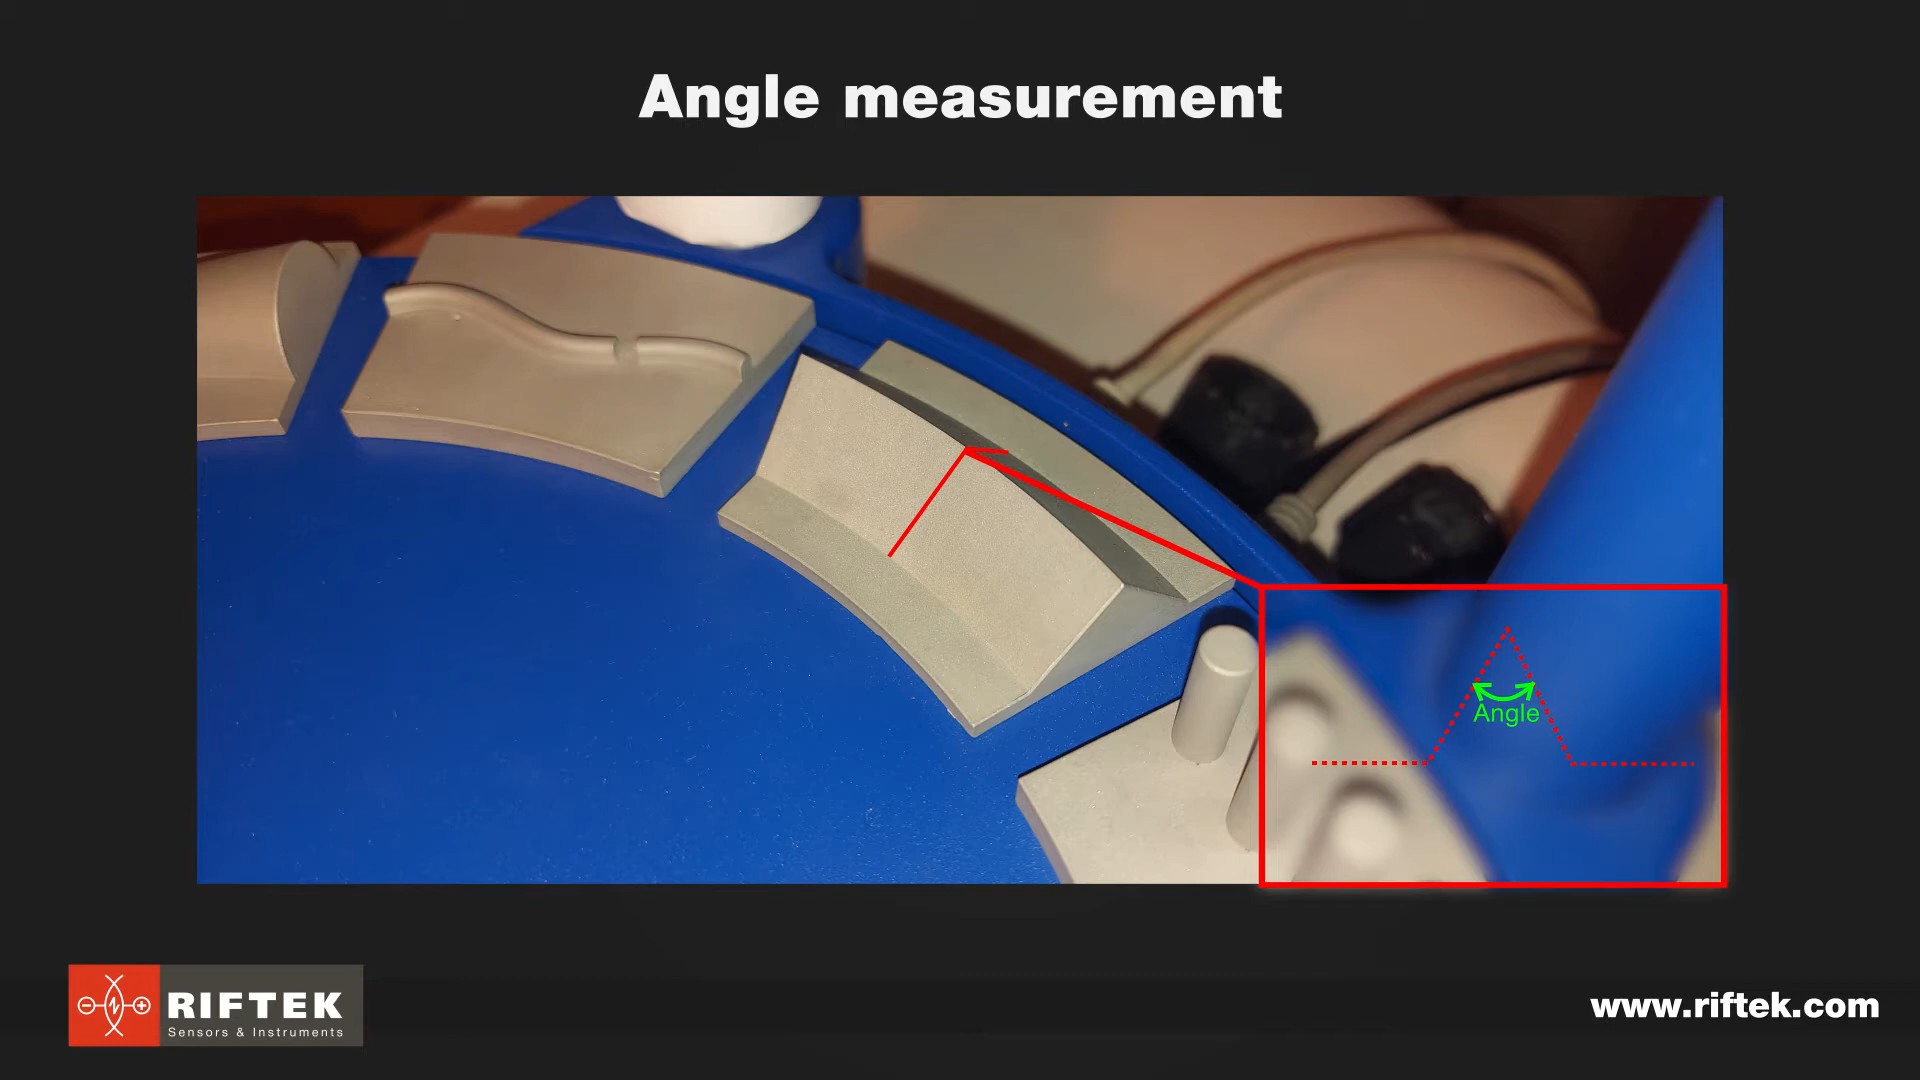 Angle measurement
Angle
RIFTEK
Sensors & Instruments
www.riftek.com